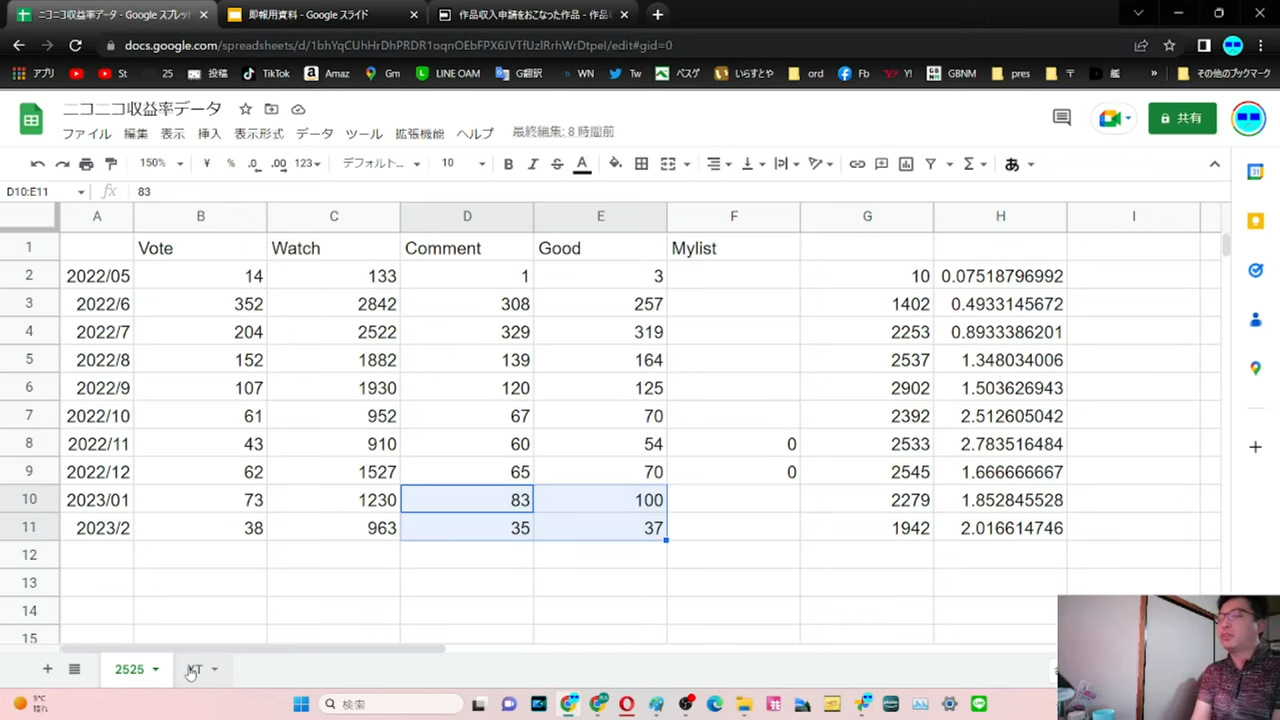 ニコニコ収益率データ - Google スプレッ
即報用資料 - Google スライド
作品収入申請をおこなった作品 - 作品
docs.google.com/spreadsheets/d/1bhYqCUhHrDhPRDR1oqnOEbFPX6JVTfUzIRrhWrDtpeI/edit#gid=0
アプリ St 25 投稿 TikTok Amaz Gm LINE OAM G翻訳 WN Tw ベスゲ いらすとや ord Fb Y! GBNM pres 〒 艦 » その他のブックマーク
ニコニコ収益率データ
ファイル 編集 表示 挿入 表示形式 データ ツール 拡張機能 ヘルプ 最終編集: 8 時間前
共有
150% ¥ % .0 .00 123 デフォルト... 10 B I S A あ
D10:E11 fx 83
A B C D E F G H I
1 Vote Watch Comment Good Mylist
2 2022/05 14 133 1 3 10 0.07518796992
3 2022/6 352 2842 308 257 1402 0.4933145672
4 2022/7 204 2522 329 319 2253 0.8933386201
5 2022/8 152 1882 139 164 2537 1.348034006
6 2022/9 107 1930 120 125 2902 1.503626943
7 2022/10 61 952 67 70 2392 2.512605042
8 2022/11 43 910 60 54 0 2533 2.783516484
9 2022/12 62 1527 65 70 0 2545 1.666666667
10 2023/01 73 1230 83 100 2279 1.852845528
11 2023/2 38 963 35 37 1942 2.016614746
12
13
14
15
2525
5°C
晴れ
検索